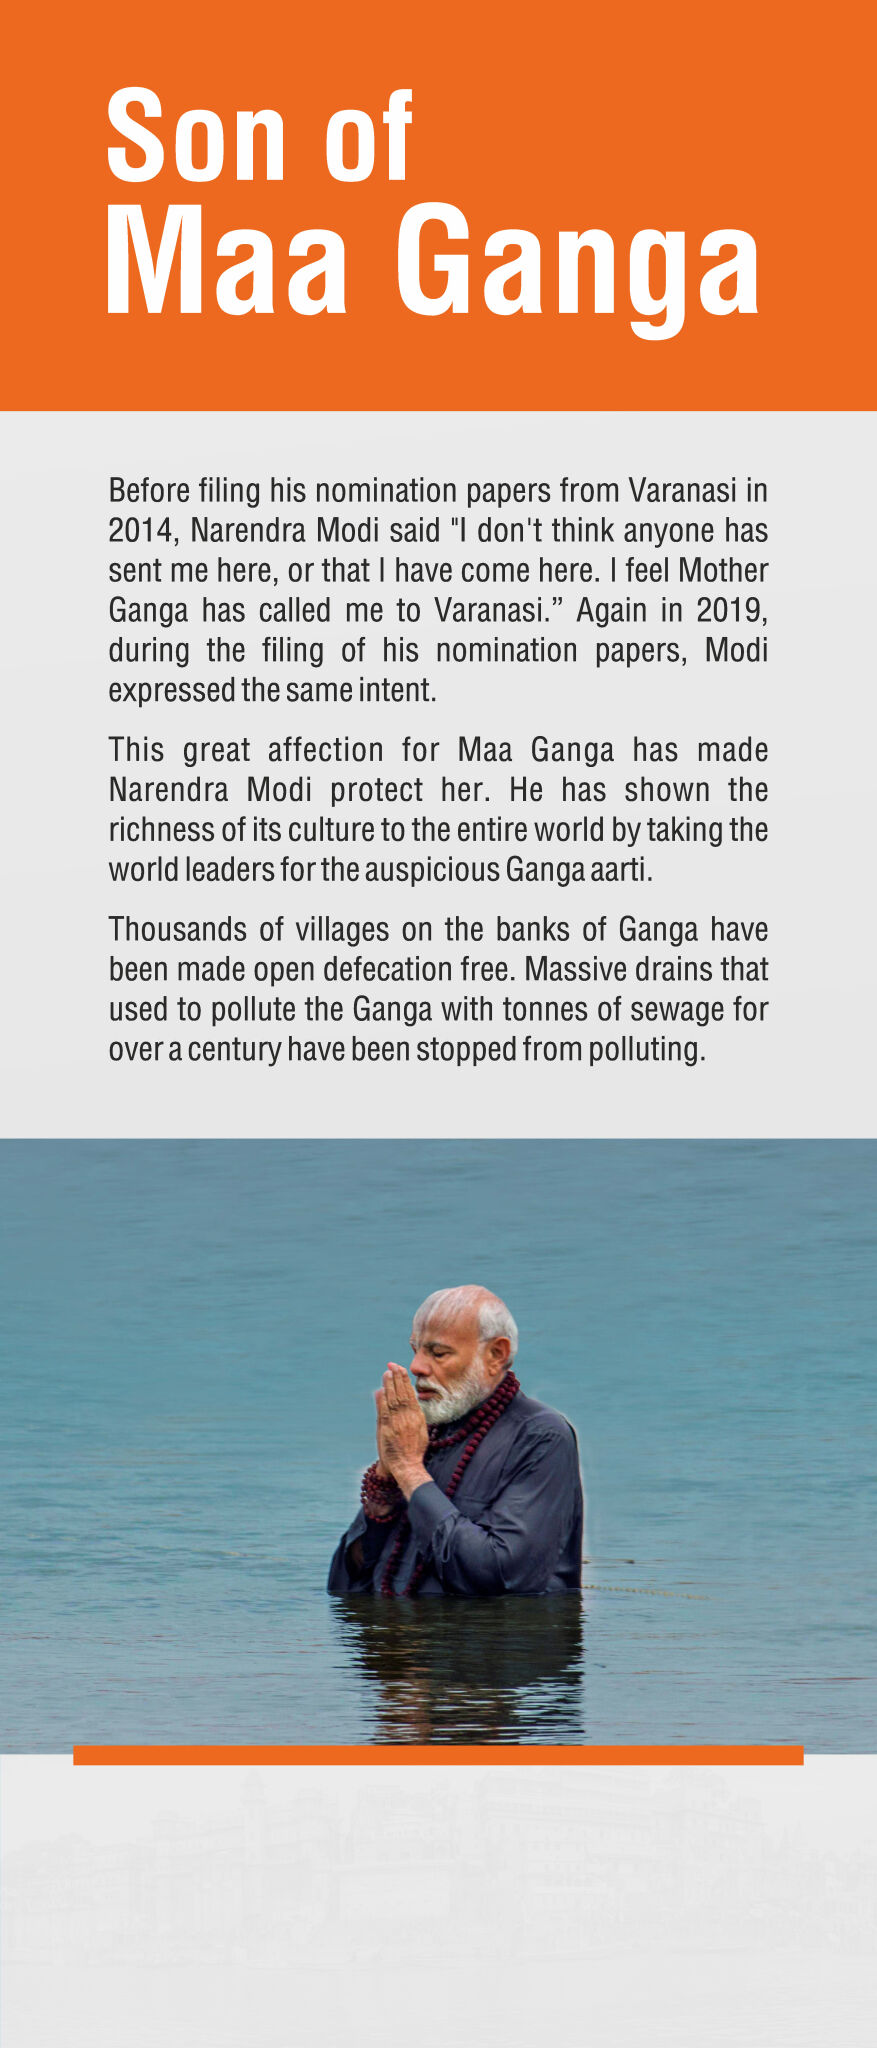 Son of
Maa Ganga
Before filing his nomination papers from Varanasi in
2014, Narendra Modi said "I don't think anyone has
sent me here, or that I have come here. I feel Mother
Ganga has called me to Varanasi.” Again in 2019,
during the filing of his nomination papers, Modi
expressed the same intent.
This great affection for Maa Ganga has made
Narendra Modi protect her. He has shown the
richness of its culture to the entire world by taking the
world leaders for the auspicious Ganga aarti.
Thousands of villages on the banks of Ganga have
been made open defecation free. Massive drains that
used to pollute the Ganga with tonnes of sewage for
over a century have been stopped from polluting.